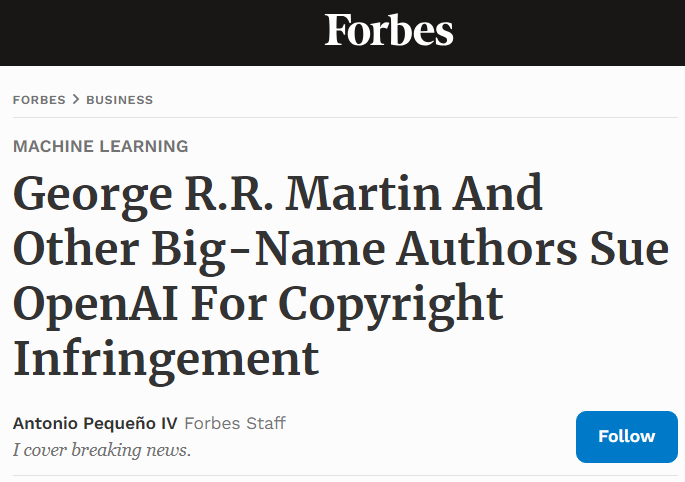 Forbes
FORBES > BUSINESS
MACHINE LEARNING
George R.R. Martin And
Other Big-Name Authors Sue
OpenAI For Copyright
Infringement
Antonio Pequeño IV Forbes Staff
I cover breaking news.
Follow